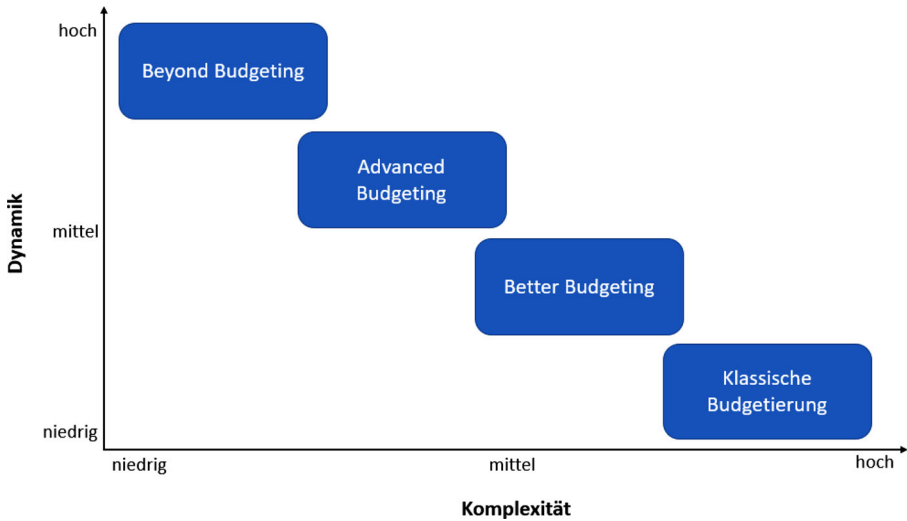 hoch
Beyond Budgeting
Advanced
Budgeting
Dynamik
mittel
Better Budgeting
Klassische
Budgetierung
niedrig
niedrig
mittel
hoch
Komplexität